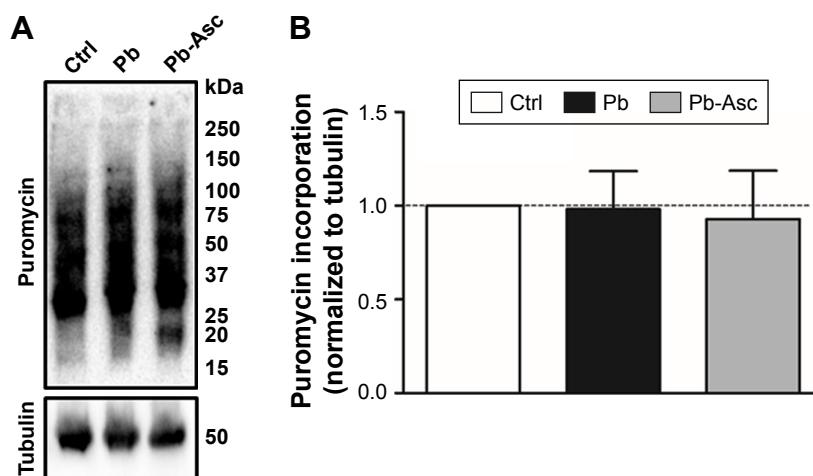 A
Ctrl
Pb
Pb-Asc
kDa
250
150
100
75
50
37
25
20
15
Puromycin
Tubulin
50
B
Ctrl
Pb
Pb-Asc
Puromycin incorporation
(normalized to tubulin)
1.5
1.0
0.5
0.0